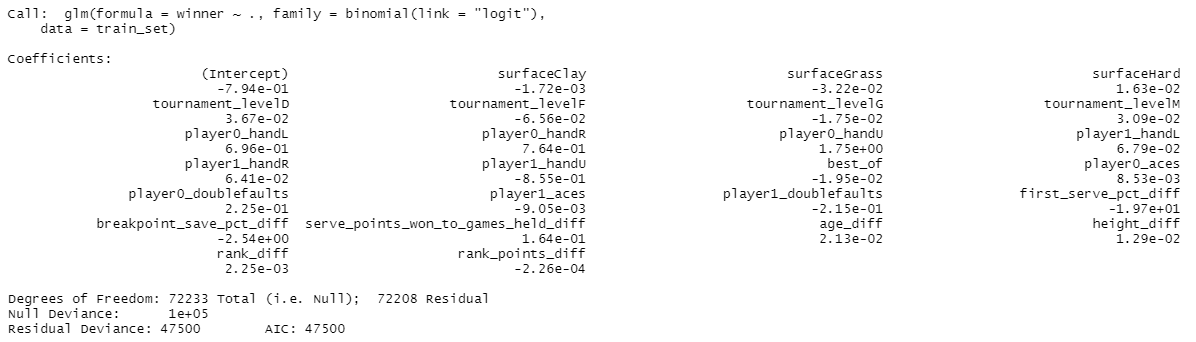 Call:  glm(formula = winner ~ ., family = binomial(link = "logit"),
    data = train_set)
Coefficients:
(Intercept) surfaceClay surfaceGrass surfaceHard
-7.94e-01 -1.72e-03 -3.22e-02 1.63e-02
tournament_levelD tournament_levelF tournament_levelG tournament_levelM
3.67e-02 -6.56e-02 -1.75e-02 3.09e-02
player0_handL player0_handR player0_handU player1_handL
6.96e-01 7.64e-01 1.75e+00 6.79e-02
player1_handR player1_handU best_of player0_aces
6.41e-02 -8.55e-01 -1.95e-02 8.53e-03
player0_doublefaults player1_aces player1_doublefaults first_serve_pct_diff
2.25e-01 -9.05e-03 -2.15e-01 -1.97e+01
breakpoint_save_pct_diff serve_points_won_to_games_held_diff age_diff height_diff
-2.54e+00 1.64e-01 2.13e-02 1.29e-02
rank_diff rank_points_diff
2.25e-03 -2.26e-04
Degrees of Freedom: 72233 Total (i.e. Null);  72208 Residual
Null Deviance:      1e+05
Residual Deviance: 47500        AIC: 47500